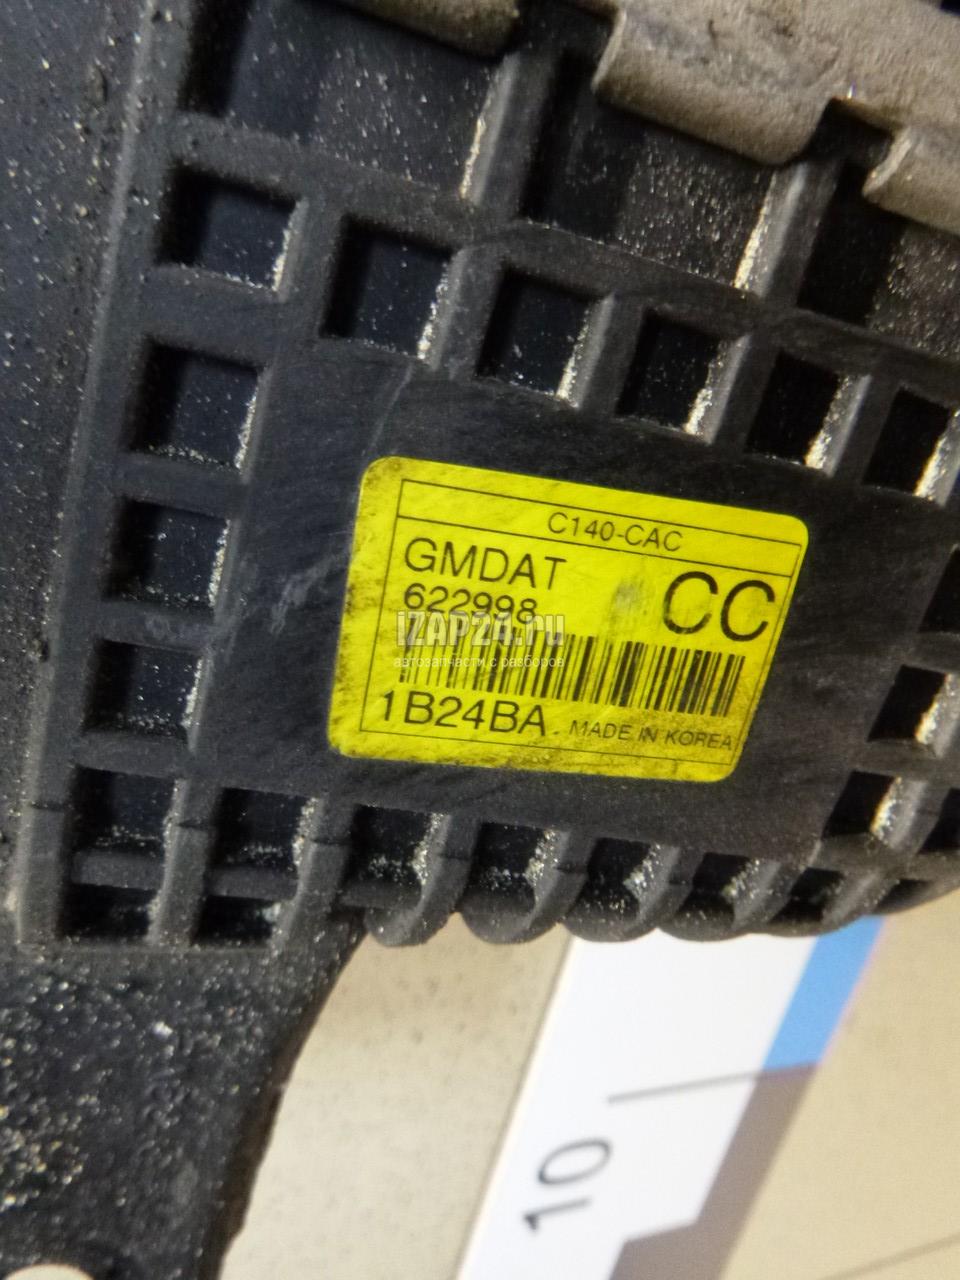 C140-CAC
GMDAT
CC
622998
iZAP24.ru
автозапчасти с разборов
1B24BA
MADE IN KOREA
10